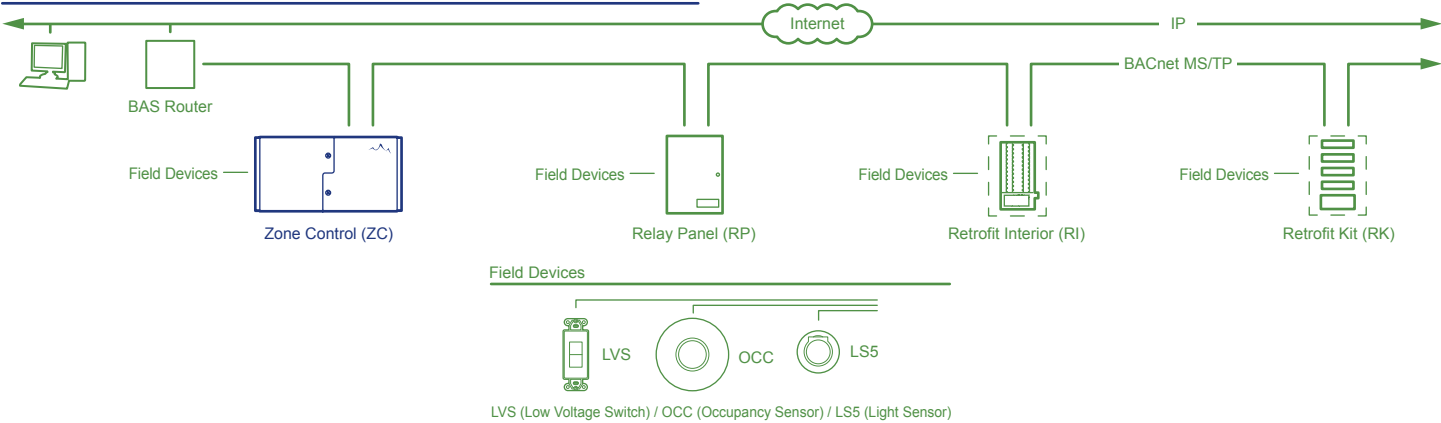 Internet
IP
BACnet MS/TP
BAS Router
Field Devices
Field Devices
Field Devices
Field Devices
Zone Control (ZC)
Relay Panel (RP)
Retrofit Interior (RI)
Retrofit Kit (RK)
Field Devices
LVS
OCC
LS5
LVS (Low Voltage Switch) / OCC (Occupancy Sensor) / LS5 (Light Sensor)